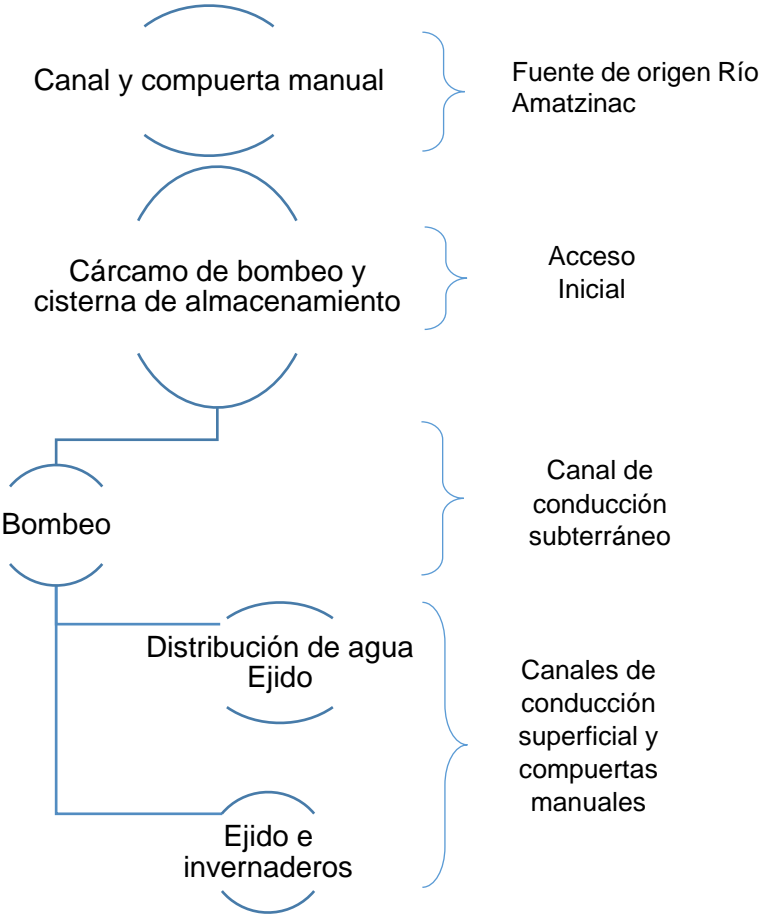 Canal y compuerta manual
Fuente de origen Río
Amatzinac
Cárcamo de bombeo y
cisterna de almacenamiento
Acceso
Inicial
Bombeo
Canal de
conducción
subterráneo
Distribución de agua
Ejido
Ejido e
invernaderos
Canales de
conducción
superficial y
compuertas
manuales